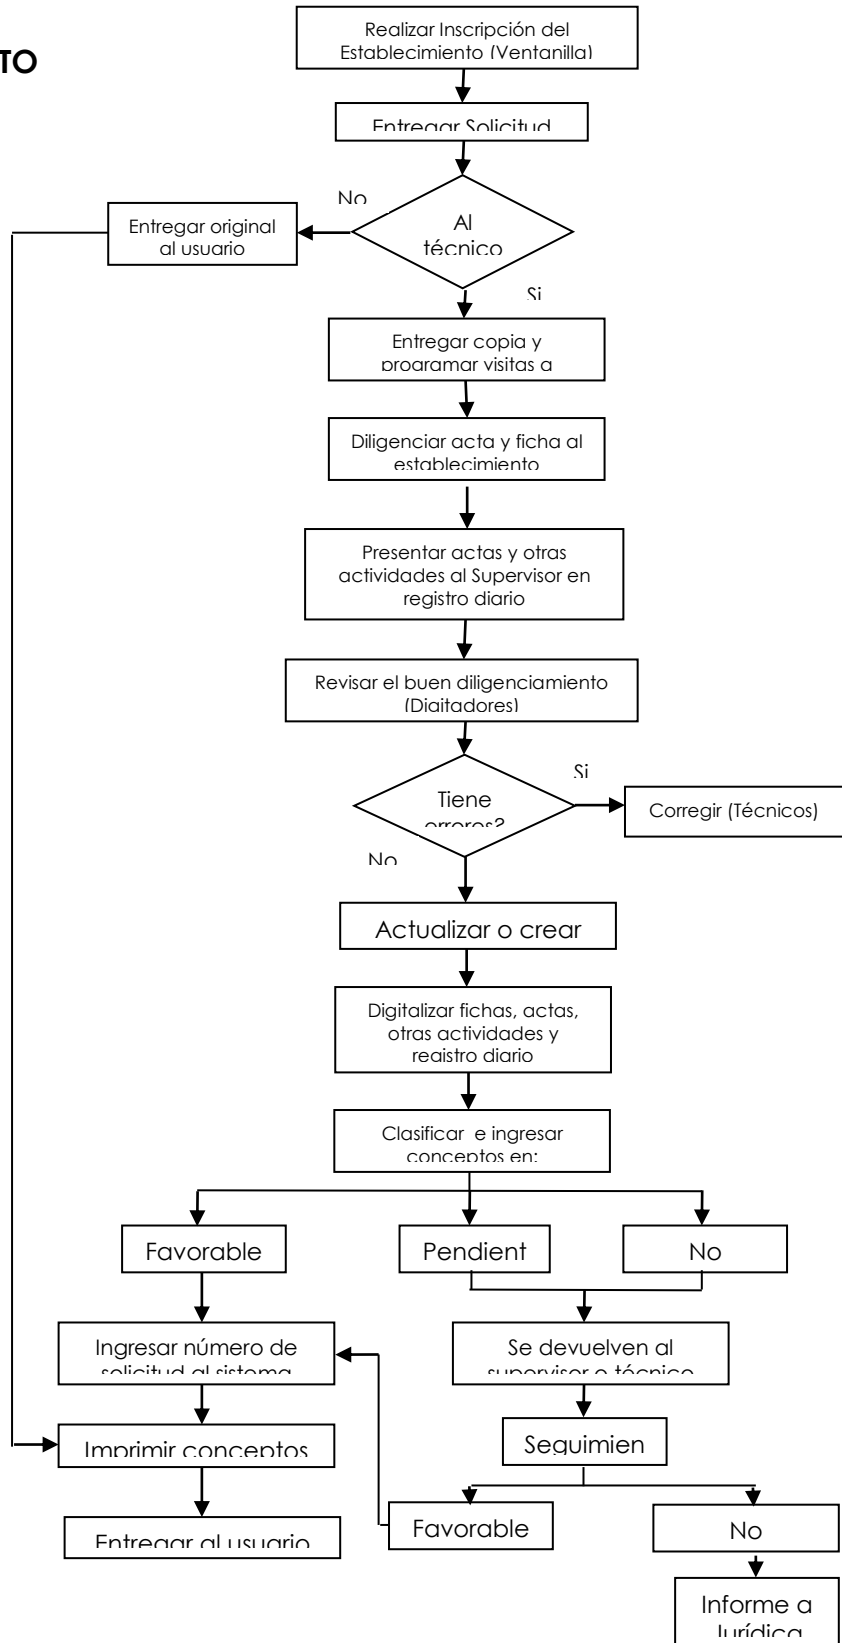 TO
Realizar Inscripción del
Establecimiento (Ventanilla)
Entregar Solicitud
No
Al
técnico
Entregar original
al usuario
Si
Entregar copia y
programar visitas a
Diligenciar acta y ficha al
establecimiento
Presentar actas y otras
actividades al Supervisor en
registro diario
Revisar el buen diligenciamiento
(Digitadores)
Tiene
errores?
Si
Corregir (Técnicos)
No
Actualizar o crear
Digitalizar fichas, actas,
otras actividades y
registro diario
Clasificar e ingresar
conceptos en:
Favorable
Pendient
No
Ingresar número de
solicitud al sistema
Se devuelven al
supervisor o técnico
Imprimir conceptos
Seguimien
Entregar al usuario
Favorable
No
Informe a
Jurídica